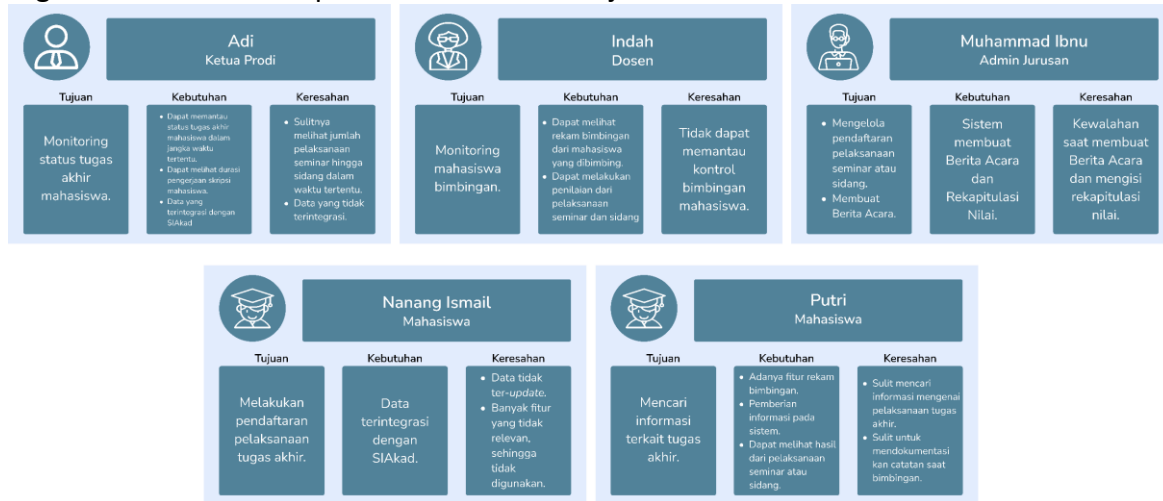 Adi
Ketua Prodi
Tujuan
Monitoring
status tugas
akhir
mahasiswa.
Kebutuhan
• Dapat memantau
status tugas akhir
mahasiswa dalam
jangka waktu
tertentu.
• Dapat melihat durasi
pengerjaan skripsi
mahasiswa.
• Data yang
terintegrasi dengan
SIAkad
Keresahan
• Sulitnya
melihat jumlah
pelaksanaan
seminar hingga
sidang dalam
waktu tertentu.
• Data yang tidak
terintegrasi.
Indah
Dosen
Tujuan
Monitoring
mahasiswa
bimbingan.
Kebutuhan
• Dapat melihat
rekam bimbingan
dari mahasiswa
yang dibimbing.
• Dapat melakukan
penilaian dari
pelaksanaan
seminar dan sidang
Keresahan
Tidak dapat
memantau
kontrol
bimbingan
mahasiswa.
Muhammad Ibnu
Admin Jurusan
Tujuan
• Mengelola
pendaftaran
pelaksanaan
seminar atau
sidang.
• Membuat
Berita Acara.
Kebutuhan
Sistem
membuat
Berita Acara
dan
Rekapitulasi
Nilai.
Keresahan
Kewalahan
saat membuat
Berita Acara
dan mengisi
rekapitulasi
nilai.
Nanang Ismail
Mahasiswa
Tujuan
Melakukan
pendaftaran
pelaksanaan
tugas akhir.
Kebutuhan
Data
terintegrasi
dengan
SIAkad.
Keresahan
• Data tidak
ter-update.
• Banyak fitur
yang tidak
relevan,
sehingga
tidak
digunakan.
Putri
Mahasiswa
Tujuan
Mencari
informasi
terkait tugas
akhir.
Kebutuhan
• Adanya fitur rekam
bimbingan.
• Pemberian
informasi pada
sistem.
• Dapat melihat hasil
dari pelaksanaan
seminar atau
sidang.
Keresahan
• Sulit mencari
informasi mengenai
pelaksanaan tugas
akhir.
• Sulit untuk
mendokumentasi
kan catatan saat
bimbingan.